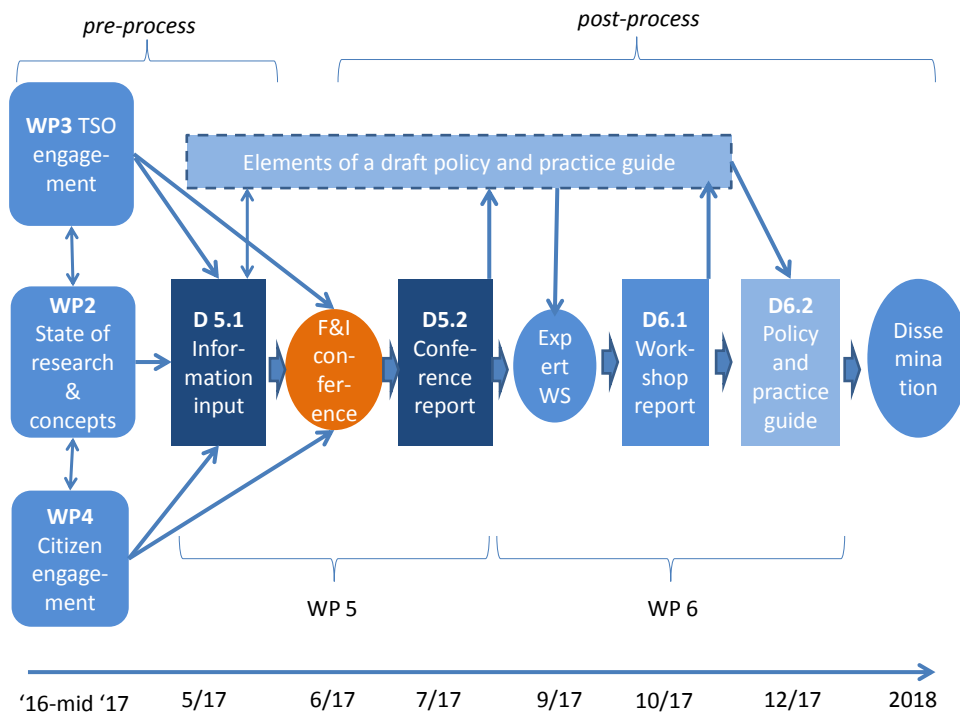 pre-process
post-process
WP3 TSO
engage-
ment
Elements of a draft policy and practice guide
WP2
State of
research
&
concepts
D 5.1
Infor-
mation
input
F&I
con-
fer-
ence
D5.2
Confe-
rence
report
Exp
ert
WS
D6.1
Work-
shop
report
D6.2
Policy
and
practice
guide
Disse
mina
tion
WP4
Citizen
engage-
ment
WP 5
WP 6
‘16-mid ‘17
5/17
6/17
7/17
9/17
10/17
12/17
2018